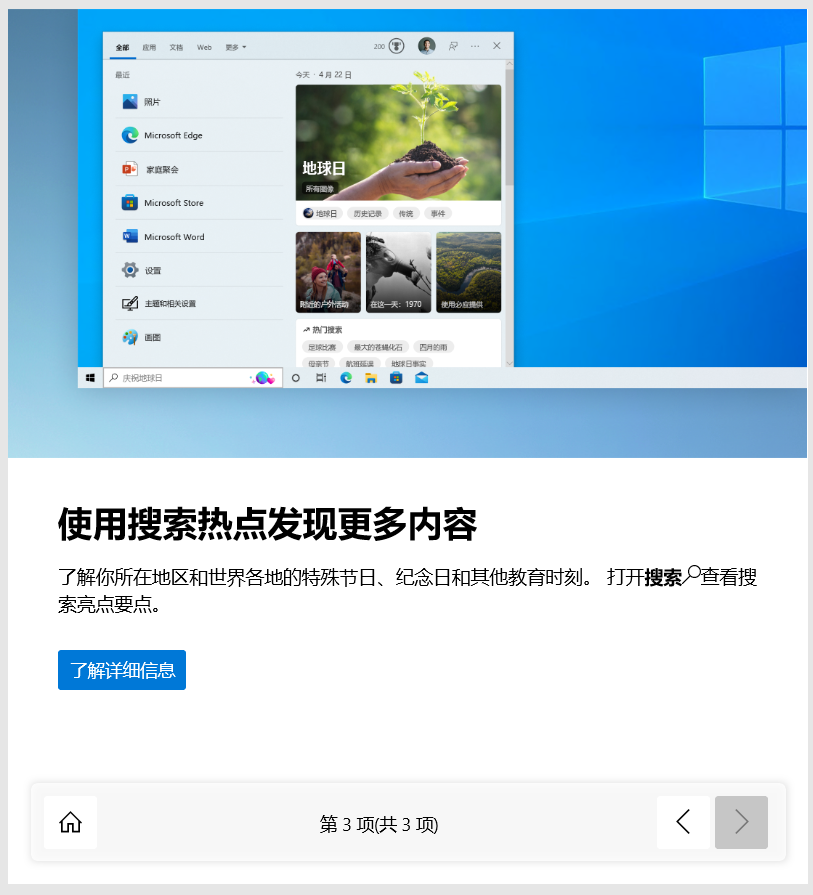 全部 应用 文档 Web 更多 200
最近
照片
Microsoft Edge
家庭聚会
Microsoft Store
Microsoft Word
设置
主题和相关设置
画图
今天 · 4 月 22 日
地球日
所有图像
地球日 历史记录 传统 事件
附近的户外活动 在这一天：1970 使用必应提供
热门搜索
足球比赛 最大的苍蝇化石 四月的雨
母亲节 航班延误 地球日事实
庆祝地球日
使用搜索热点发现更多内容
了解你所在地区和世界各地的特殊节日、纪念日和其他教育时刻。 打开搜索查看搜
索亮点要点。
了解详细信息
第 3 项(共 3 项)